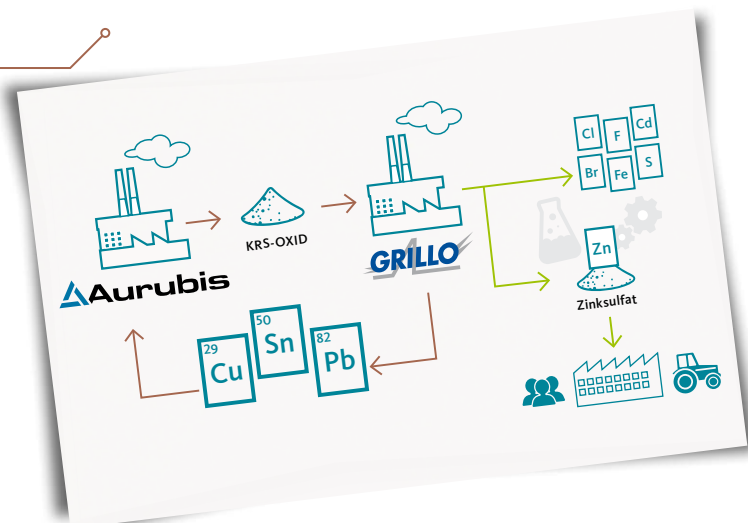 Cl F Cd
Br Fe S
KRS-OXID
GRILLO
Zn
Aurubis
Zinksulfat
29 Cu
50 Sn
82 Pb